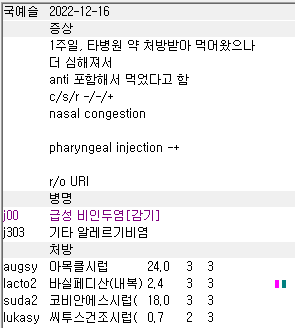 국예슬 2022-12-16
증상
1주일, 타병원 약 처방받아 먹어왔으나
더 심해져서
anti 포함해서 먹었다고 함
c/s/r -/-/+
nasal congestion
pharyngeal injection -+
r/o URI
병명
j00 급성 비인두염[감기]
j303 기타 알레르기비염
처방
augsy 아목클시럽 24,0 3 3
lacto2 바실페디산(내복) 2,4 3 3
suda2 코비안에스시럽( 18,0 3 3
lukasy 씨투스건조시럽( 0,7 2 3